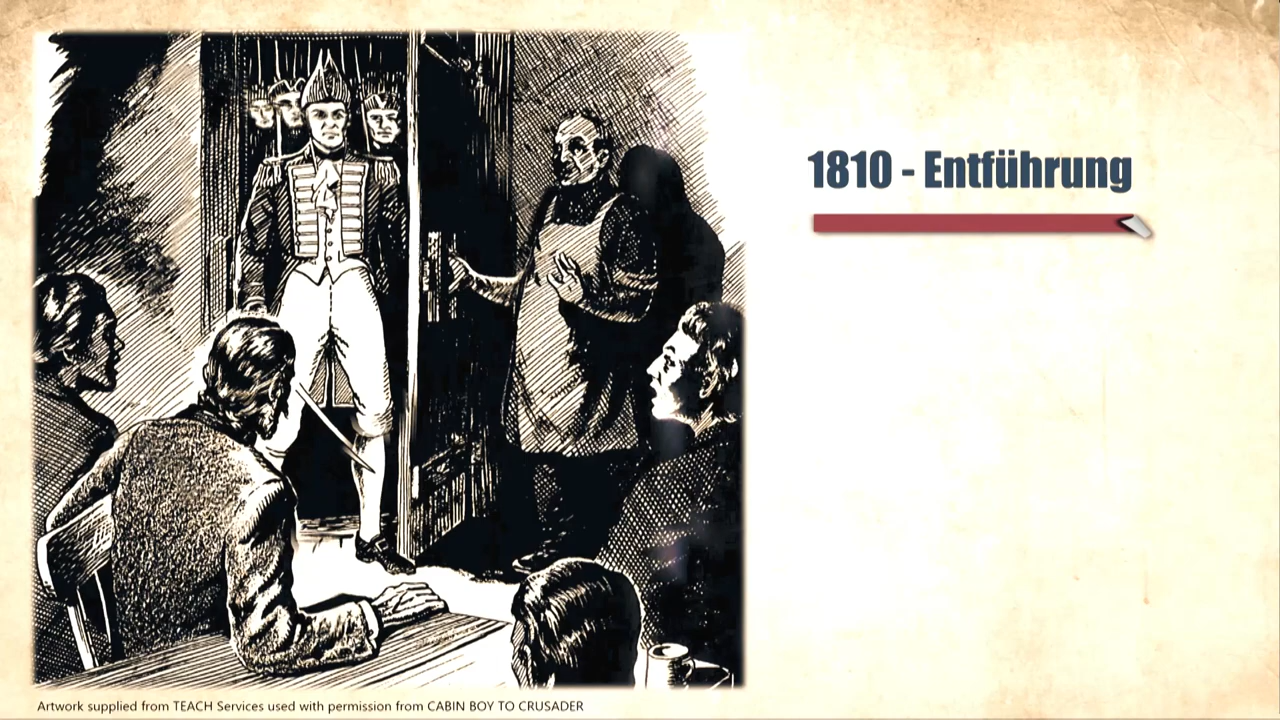 1810 - Entführung
Artwork supplied from TEACH Services used with permission from CABIN BOY TO CRUSADER